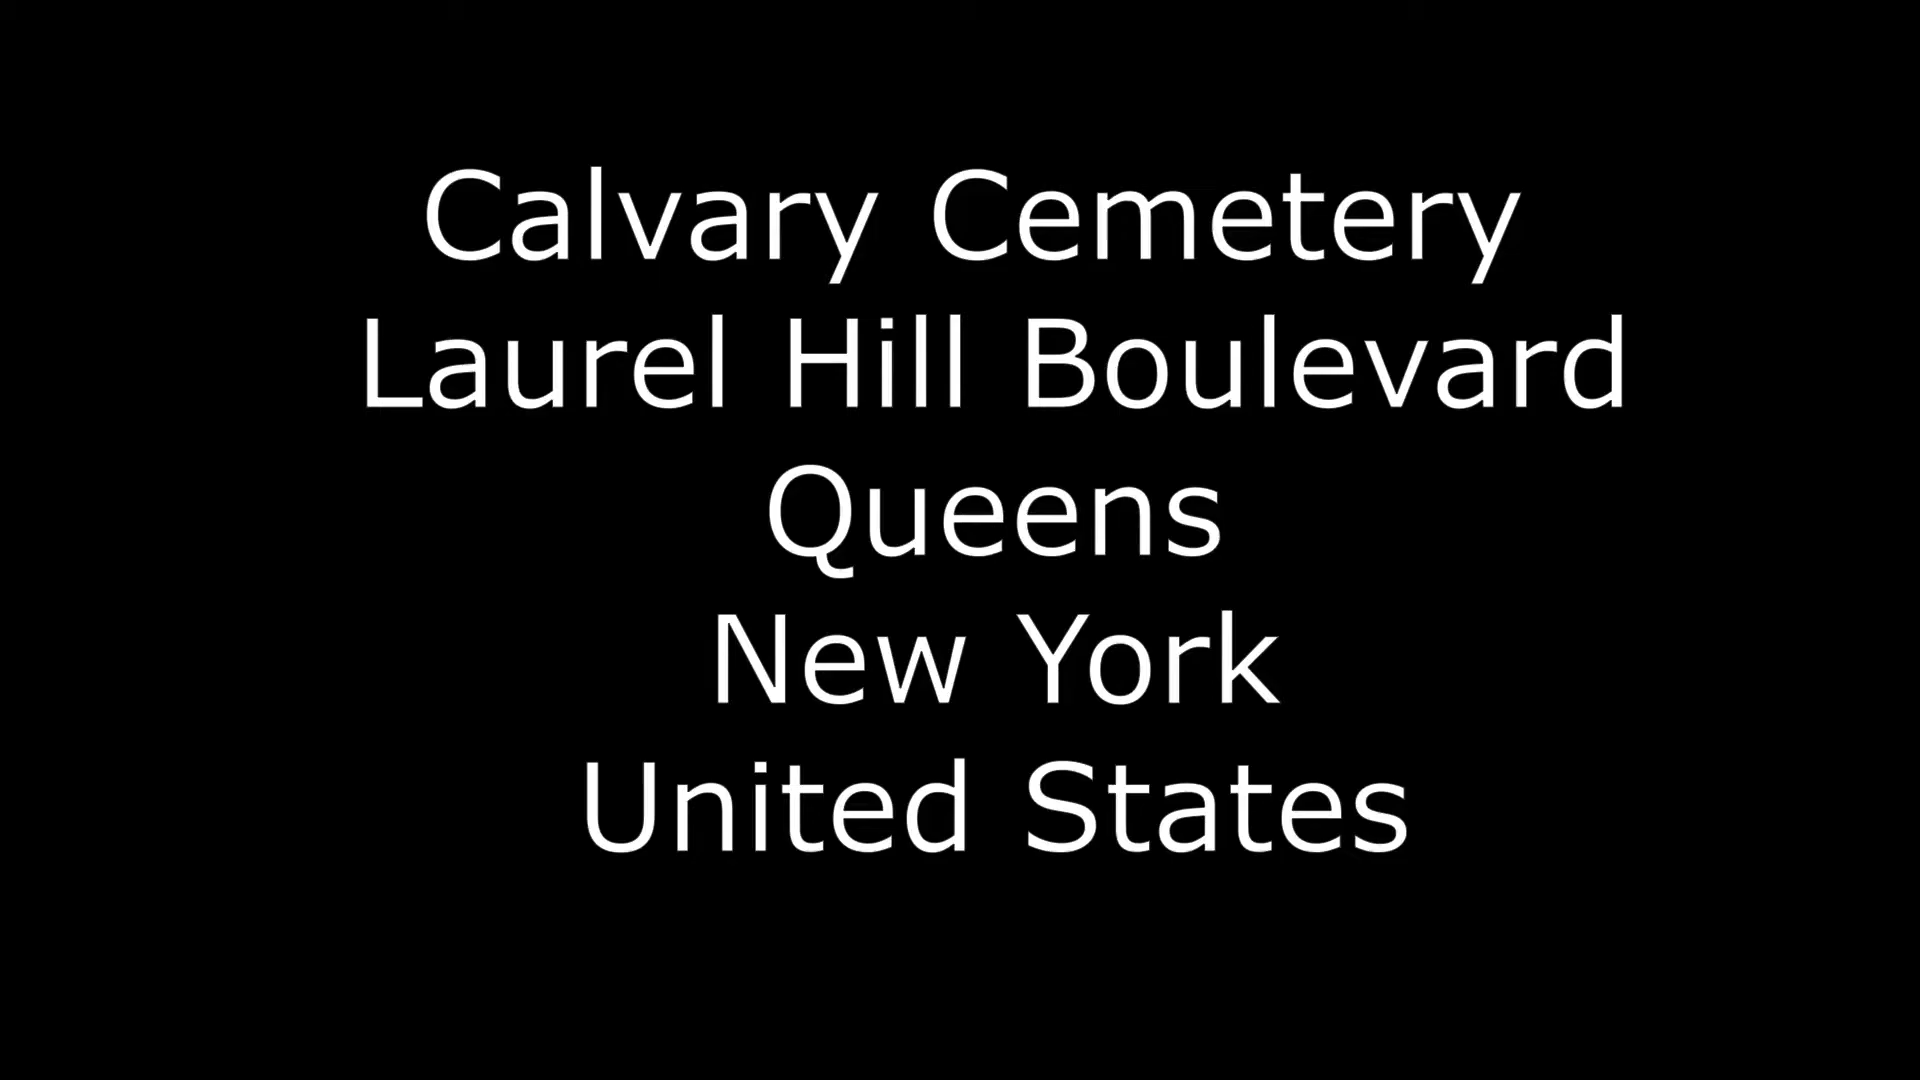 Calvary Cemetery
Laurel Hill Boulevard
Queens
New York
United States